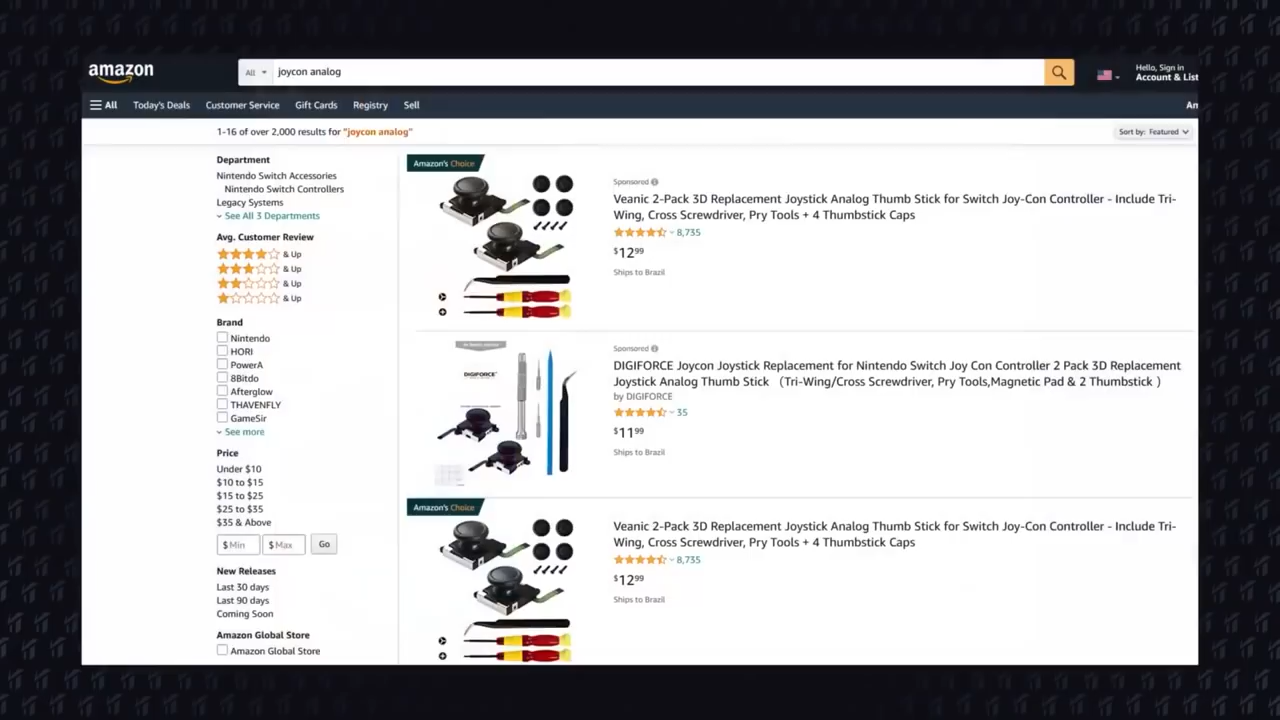 amazon
All
joycon analog
Hello, Sign in
Account & List
All
Today's Deals
Customer Service
Gift Cards
Registry
Sell
Am
1-16 of over 2,000 results for "joycon analog"
Sort by: Featured
Department
Nintendo Switch Accessories
Nintendo Switch Controllers
Legacy Systems
See All 3 Departments
Avg. Customer Review
& Up
& Up
& Up
& Up
Brand
Nintendo
HORI
PowerA
8Bitdo
Afterglow
THAVENFLY
GameSir
See more
Price
Under $10
$10 to $15
$15 to $25
$25 to $35
$35 & Above
$ Min
$ Max
Go
New Releases
Last 30 days
Last 90 days
Coming Soon
Amazon Global Store
Amazon Global Store
Amazon's Choice
Sponsored
Veanic 2-Pack 3D Replacement Joystick Analog Thumb Stick for Switch Joy-Con Controller - Include Tri-
Wing, Cross Screwdriver, Pry Tools + 4 Thumbstick Caps
8,735
$12.99
Ships to Brazil
DIGIFORCE
Sponsored
DIGIFORCE Joycon Joystick Replacement for Nintendo Switch Joy Con Controller 2 Pack 3D Replacement
Joystick Analog Thumb Stick （Tri-Wing/Cross Screwdriver, Pry Tools,Magnetic Pad & 2 Thumbstick ）
by DIGIFORCE
35
$11.99
Ships to Brazil
Amazon's Choice
Veanic 2-Pack 3D Replacement Joystick Analog Thumb Stick for Switch Joy-Con Controller - Include Tri-
Wing, Cross Screwdriver, Pry Tools + 4 Thumbstick Caps
8,735
$12.99
Ships to Brazil